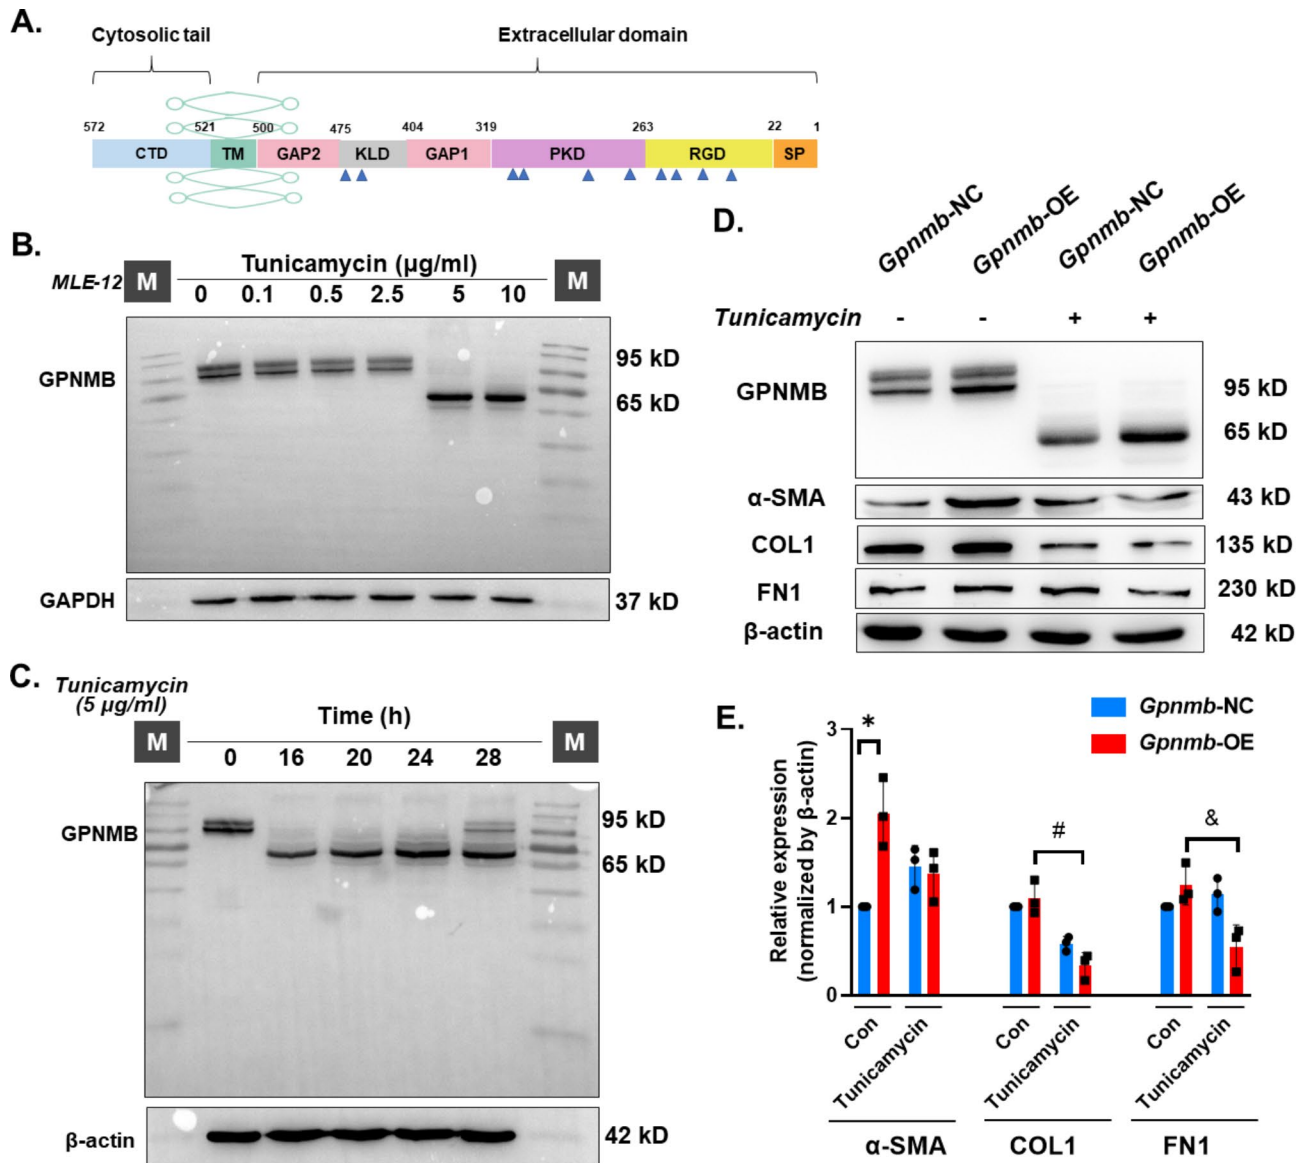 A.
Cytosolic tail Extracellular domain
572 521 500 475 404 319 263 22 1
CTD TM GAP2 KLD GAP1 PKD RGD SP
B.
Tunicamycin (µg/ml)
MLE-12 M 0 0.1 0.5 2.5 5 10 M
GPNMB
95 kD
65 kD
GAPDH 37 kD
C.
Tunicamycin
(5 µg/ml)
Time (h)
M 0 16 20 24 28 M
GPNMB
95 kD
65 kD
β-actin 42 kD
D.
Gpnmb-NC Gpnmb-OE Gpnmb-NC Gpnmb-OE
Tunicamycin - - + +
GPNMB
95 kD
65 kD
α-SMA 43 kD
COL1 135 kD
FN1 230 kD
β-actin 42 kD
E.
Gpnmb-NC
Gpnmb-OE
Relative expression
(normalized by β-actin)
3
2
1
0
* # &
Con Tunicamycin Con Tunicamycin Con Tunicamycin
α-SMA COL1 FN1